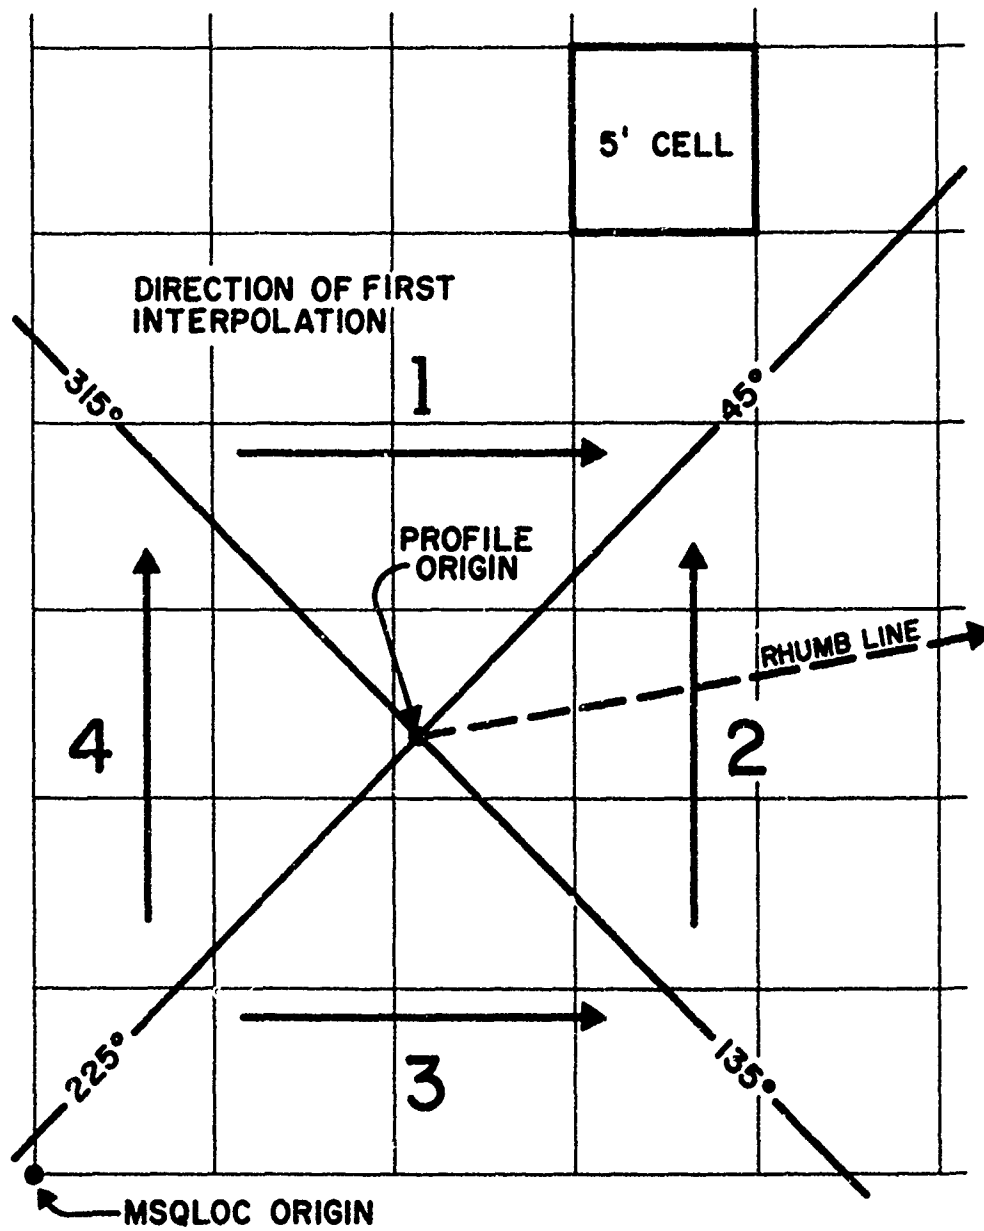 5' CELL
DIRECTION OF FIRST
INTERPOLATION
1
315°
45°
PROFILE
ORIGIN
RHUMB LINE
4
2
225°
3
135°
MSQLOC ORIGIN